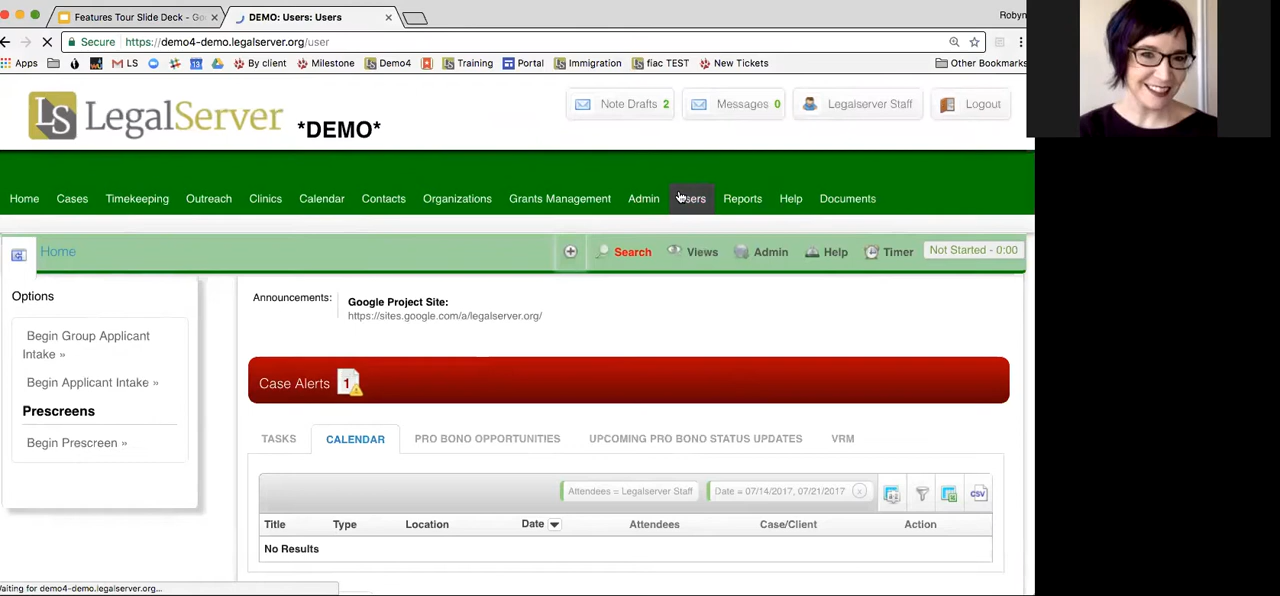 Features Tour Slide Deck - Go
DEMO: Users: Users
Robyn
Secure https://demo4-demo.legalserver.org/user
Apps LS By client Milestone Demo4 Training Portal Immigration fiac TEST New Tickets Other Bookmarks
LS LegalServer *DEMO*
Note Drafts 2 Messages 0 Legalserver Staff Logout
Home Cases Timekeeping Outreach Clinics Calendar Contacts Organizations Grants Management Admin Users Reports Help Documents
Home Search Views Admin Help Timer Not Started - 0:00
Options
Begin Group Applicant
Intake »
Begin Applicant Intake »
Prescreens
Begin Prescreen »
Announcements: Google Project Site:
https://sites.google.com/a/legalserver.org/
Case Alerts 1
TASKS CALENDAR PRO BONO OPPORTUNITIES UPCOMING PRO BONO STATUS UPDATES VRM
Attendees = Legalserver Staff Date = 07/14/2017, 07/21/2017 CSV
Title Type Location Date Attendees Case/Client Action
No Results
Waiting for demo4-demo.legalserver.org...